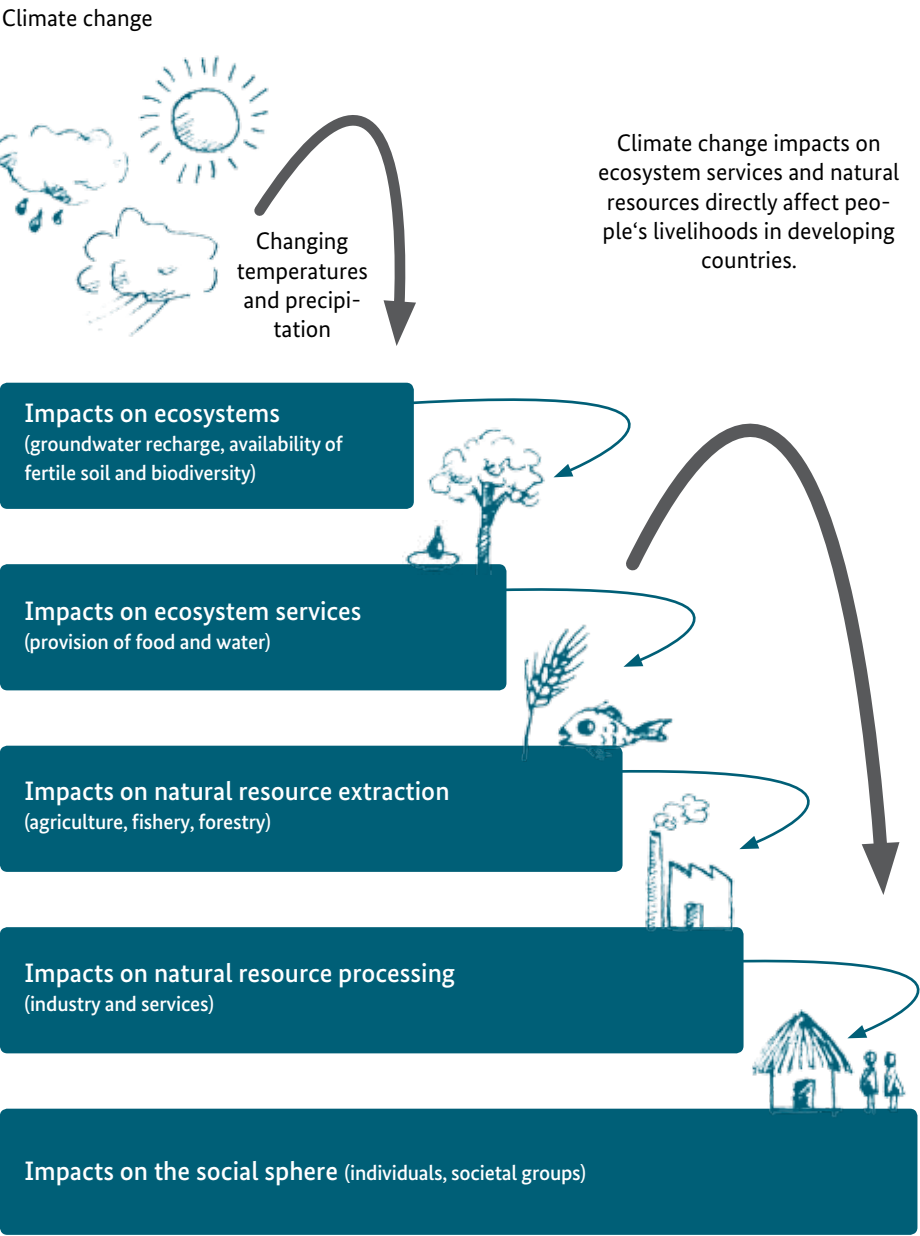 Climate change
Climate change impacts on
ecosystem services and natural
resources directly affect peo-
ple‘s livelihoods in developing
countries.
Changing
temperatures
and precipi-
tation
Impacts on ecosystems
(groundwater recharge, availability of
fertile soil and biodiversity)
Impacts on ecosystem services
(provision of food and water)
Impacts on natural resource extraction
(agriculture, fishery, forestry)
Impacts on natural resource processing
(industry and services)
Impacts on the social sphere (individuals, societal groups)